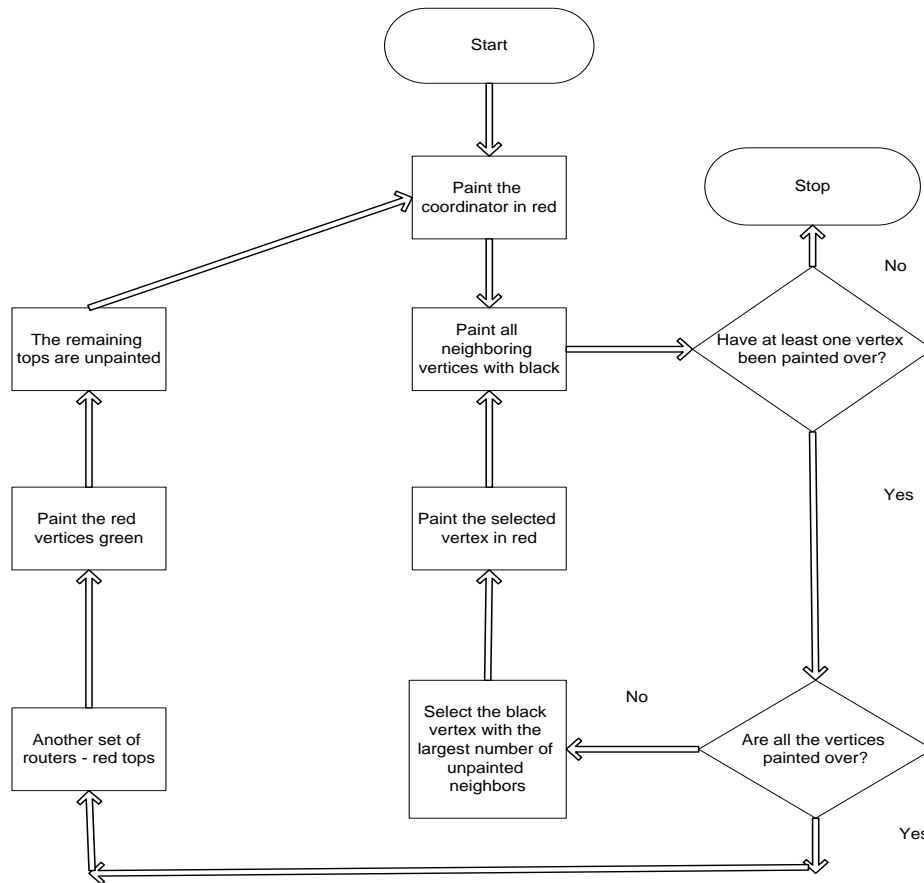 Start
Paint the
coordinator in red
Stop
No
The remaining
tops are unpainted
Paint all
neighboring
vertices with black
Have at least one vertex
been painted over?
Yes
Paint the red
vertices green
Paint the selected
vertex in red
No
Another set of
routers - red tops
Select the black
vertex with the
largest number of
unpainted
neighbors
Are all the vertices
painted over?
Yes